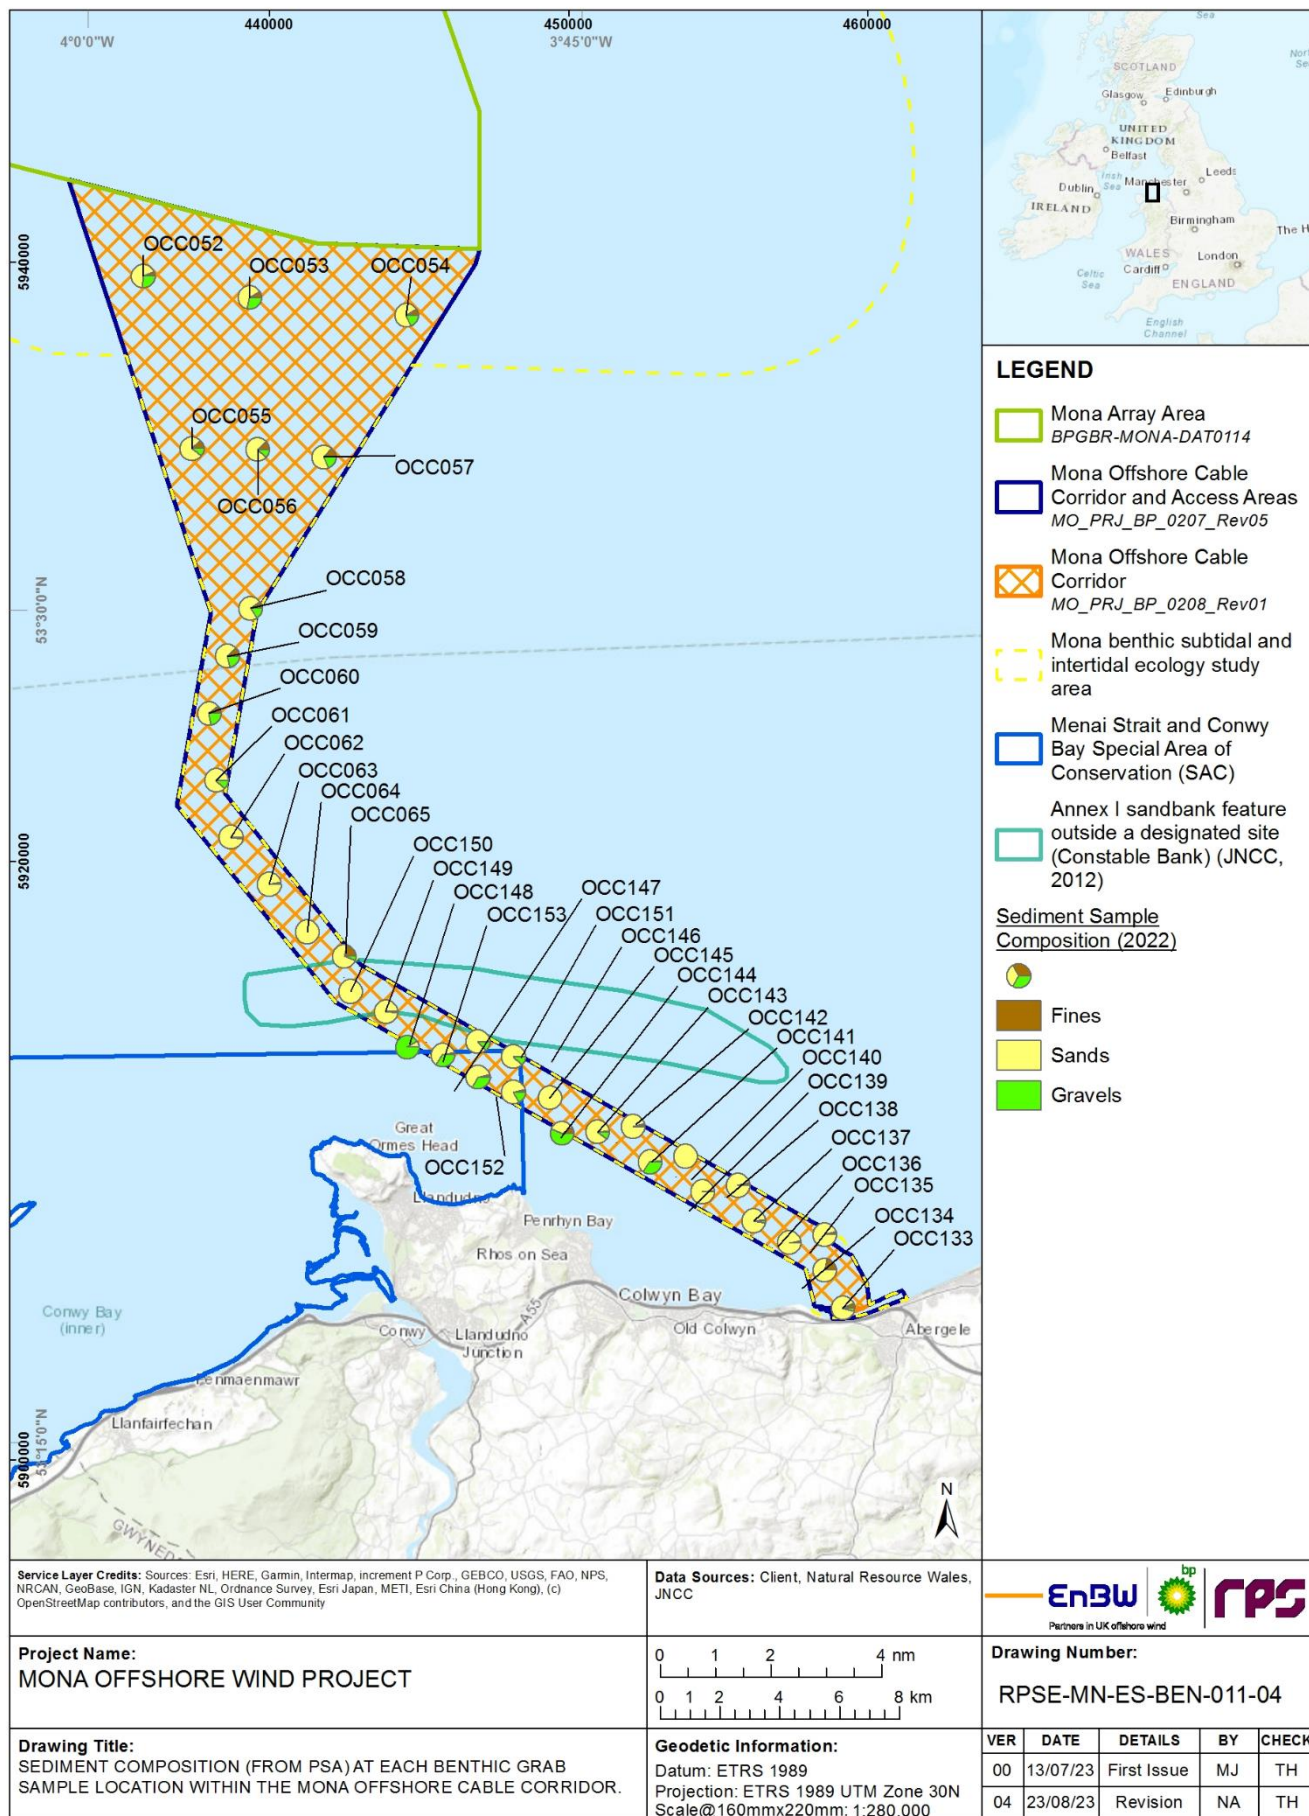 440000
450000
460000
4°0'0"W
3°45'0"W
5940000
53°30'0"N
5920000
5900000
53°15'0"N
OCC052
OCC053
OCC054
OCC055
OCC056
OCC057
OCC058
OCC059
OCC060
OCC061
OCC062
OCC063
OCC064
OCC065
OCC150
OCC149
OCC148
OCC153
OCC147
OCC151
OCC146
OCC145
OCC144
OCC143
OCC142
OCC141
OCC140
OCC139
OCC138
OCC137
OCC136
OCC135
OCC134
OCC133
OCC152
Great
Ormes Head
Llandudno
Penrhyn Bay
Rhos on Sea
Colwyn Bay
Old Colwyn
Abergele
A55
Conwy Bay
(inner)
Conwy
Llandudno
Junction
Penmaenmawr
Llanfairfechan
N
Sea
SCOTLAND
Glasgow
Edinburgh
UNITED
KINGDOM
Belfast
Irish
Sea
Manchester
Leeds
Dublin
IRELAND
Birmingham
WALES
Cardiff
London
ENGLAND
Celtic
Sea
English
Channel
The H
LEGEND
Mona Array Area
BPGBR-MONA-DAT0114
Mona Offshore Cable
Corridor and Access Areas
MO_PRJ_BP_0207_Rev05
Mona Offshore Cable
Corridor
MO_PRJ_BP_0208_Rev01
Mona benthic subtidal and
intertidal ecology study
area
Menai Strait and Conwy
Bay Special Area of
Conservation (SAC)
Annex I sandbank feature
outside a designated site
(Constable Bank) (JNCC,
2012)
Sediment Sample
Composition (2022)
Fines
Sands
Gravels
Service Layer Credits: Sources: Esri, HERE, Garmin, Intermap, increment P Corp., GEBCO, USGS, FAO, NPS,
NRCAN, GeoBase, IGN, Kadaster NL, Ordnance Survey, Esri Japan, METI, Esri China (Hong Kong), (c)
OpenStreetMap contributors, and the GIS User Community
Data Sources: Client, Natural Resource Wales,
JNCC
EnBW
bp
rps
Partners in UK offshore wind
Project Name:
MONA OFFSHORE WIND PROJECT
0 1 2 4 nm
0 1 2 4 6 8 km
Drawing Number:
RPSE-MN-ES-BEN-011-04
Drawing Title:
SEDIMENT COMPOSITION (FROM PSA) AT EACH BENTHIC GRAB
SAMPLE LOCATION WITHIN THE MONA OFFSHORE CABLE CORRIDOR.
Geodetic Information:
Datum: ETRS 1989
Projection: ETRS 1989 UTM Zone 30N
Scale@160mmx220mm: 1:280,000
VER DATE DETAILS BY CHECK
00 13/07/23 First Issue MJ TH
04 23/08/23 Revision NA TH